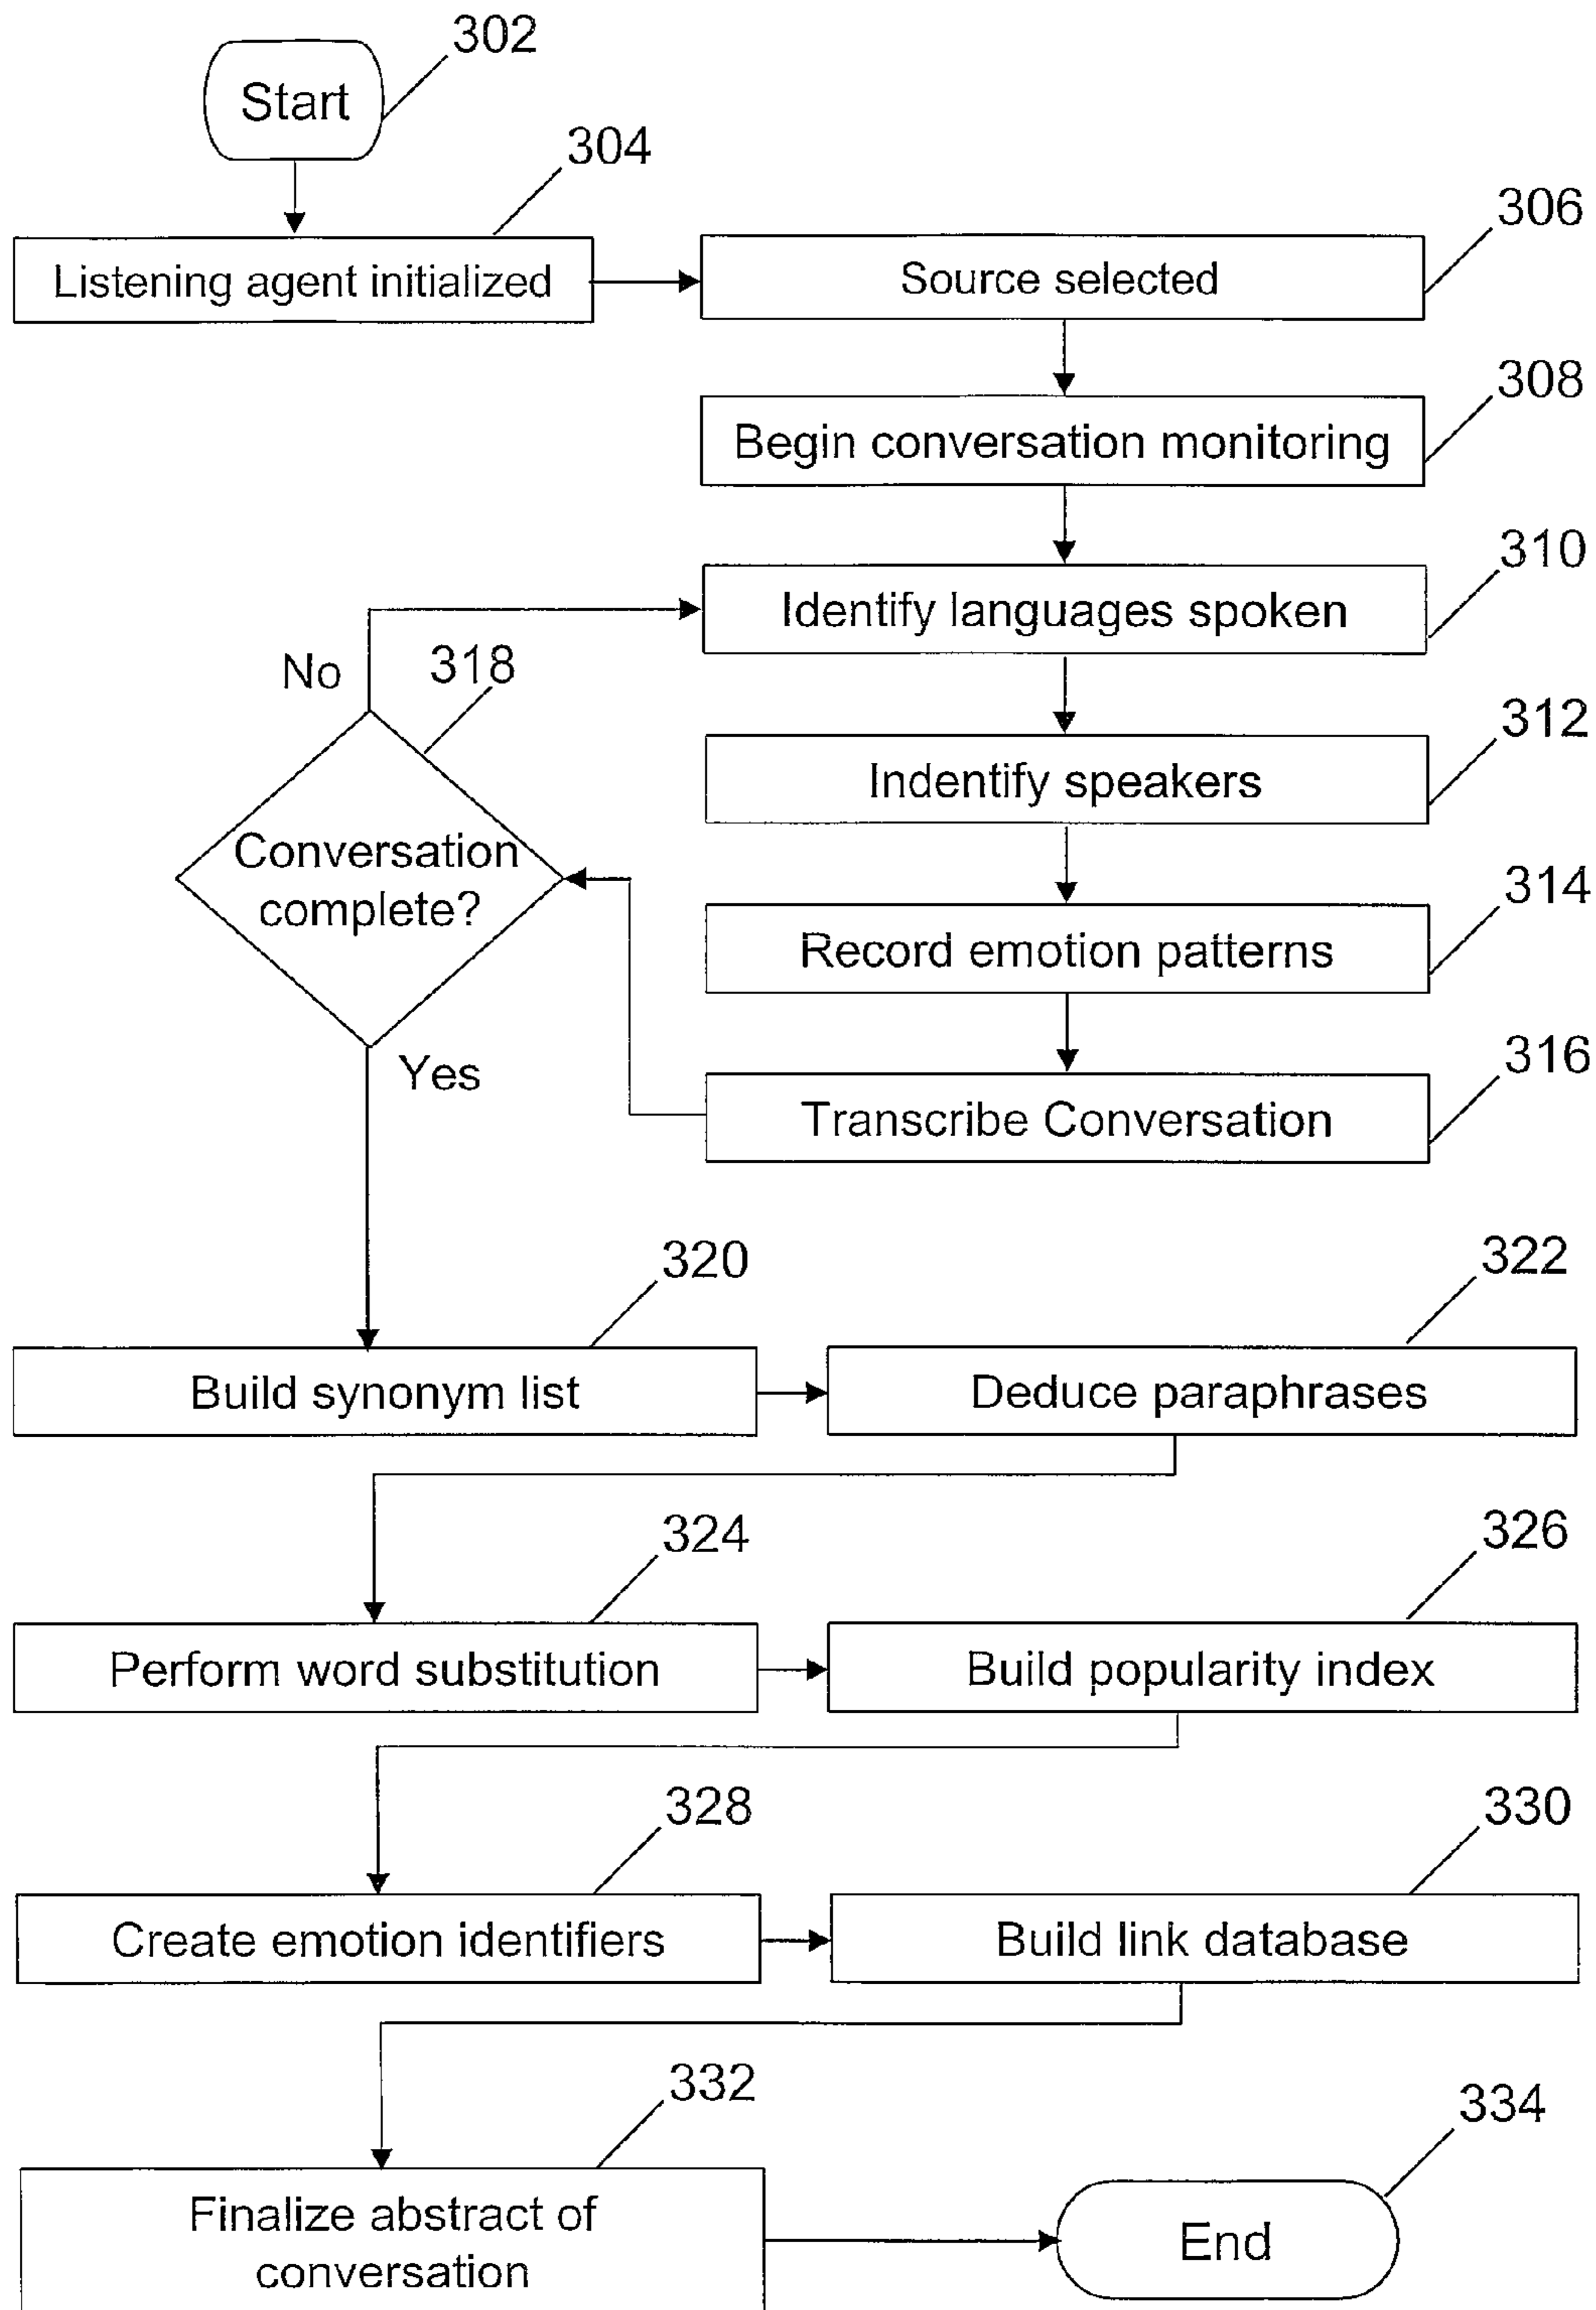 302
Start
304
Listening agent initialized
306
Source selected
308
Begin conversation monitoring
310
Identify languages spoken
312
Indentify speakers
314
Record emotion patterns
316
Transcribe Conversation
318
No
Conversation
complete?
Yes
320
Build synonym list
322
Deduce paraphrases
324
Perform word substitution
326
Build popularity index
328
Create emotion identifiers
330
Build link database
332
Finalize abstract of
conversation
334
End